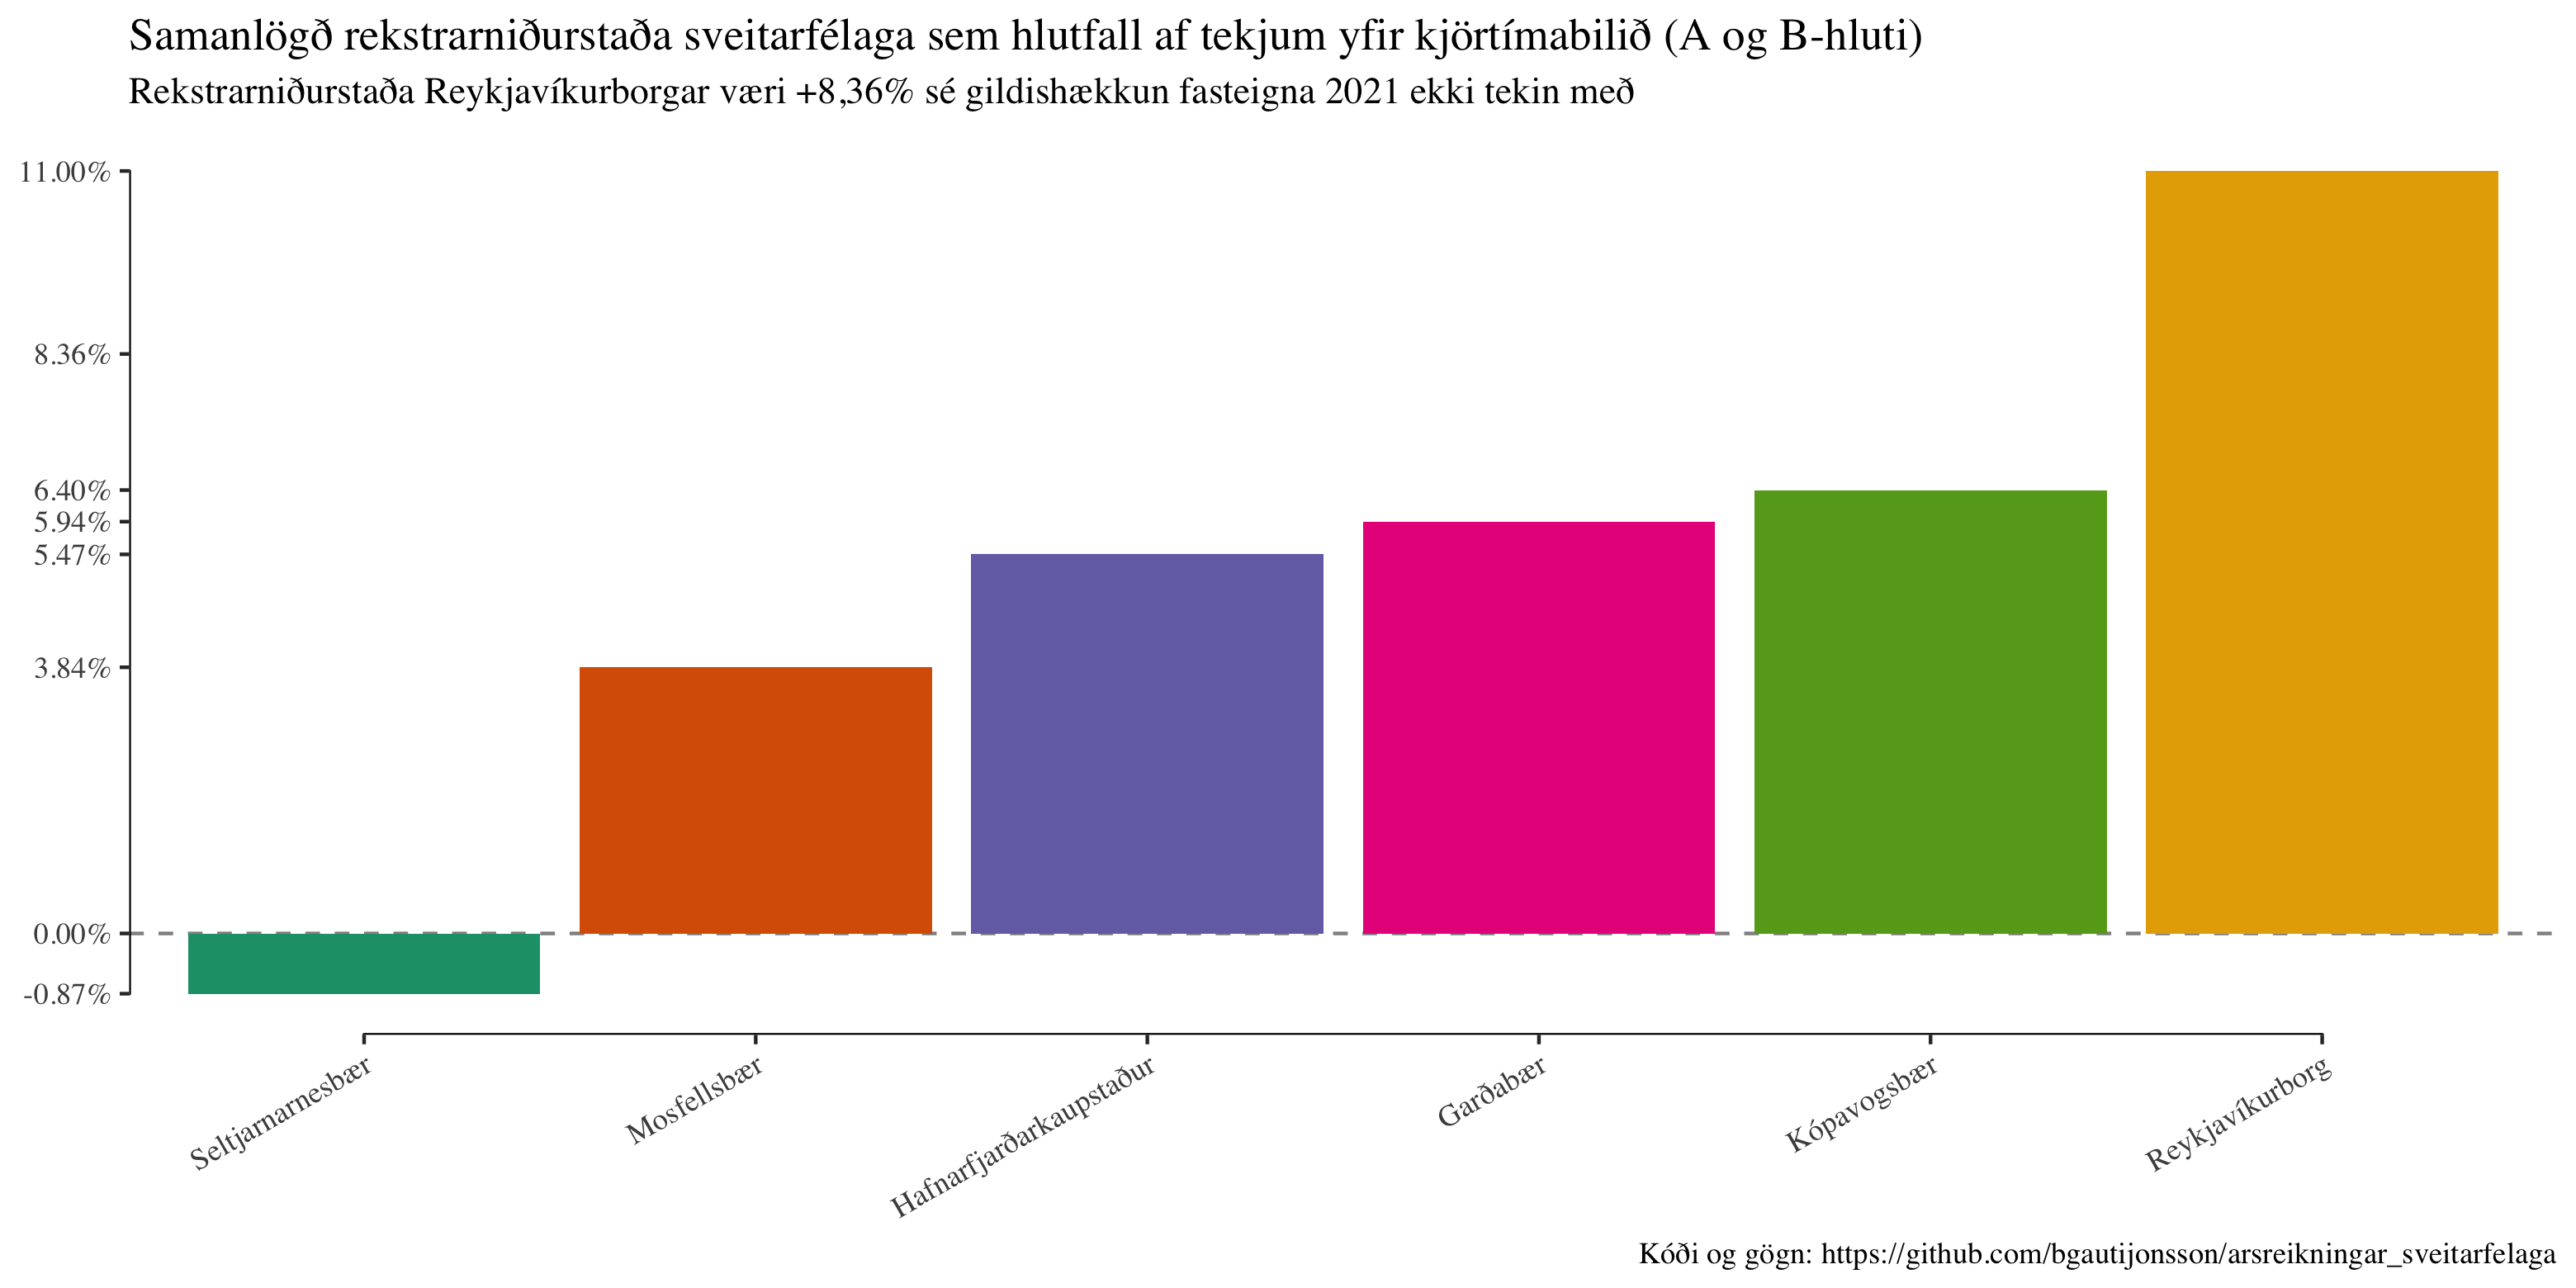 Samanlögð rekstrarniðurstaða sveitarfélaga sem hlutfall af tekjum yfir kjörtímabilið (A og B-hluti)
Rekstrarniðurstaða Reykjavíkurborgar væri +8,36% sé gildishækkun fasteigna 2021 ekki tekin með
11.00%
8.36%
6.40%
5.94%
5.47%
3.84%
0.00%
-0.87%
Seltjarnarnesbær
Mosfellsbær
Hafnarfjarðarkaupstaður
Garðabær
Kópavogsbær
Reykjavíkurborg
Kóði og gögn: https://github.com/bgautijonsson/arsreikningar_sveitarfelaga